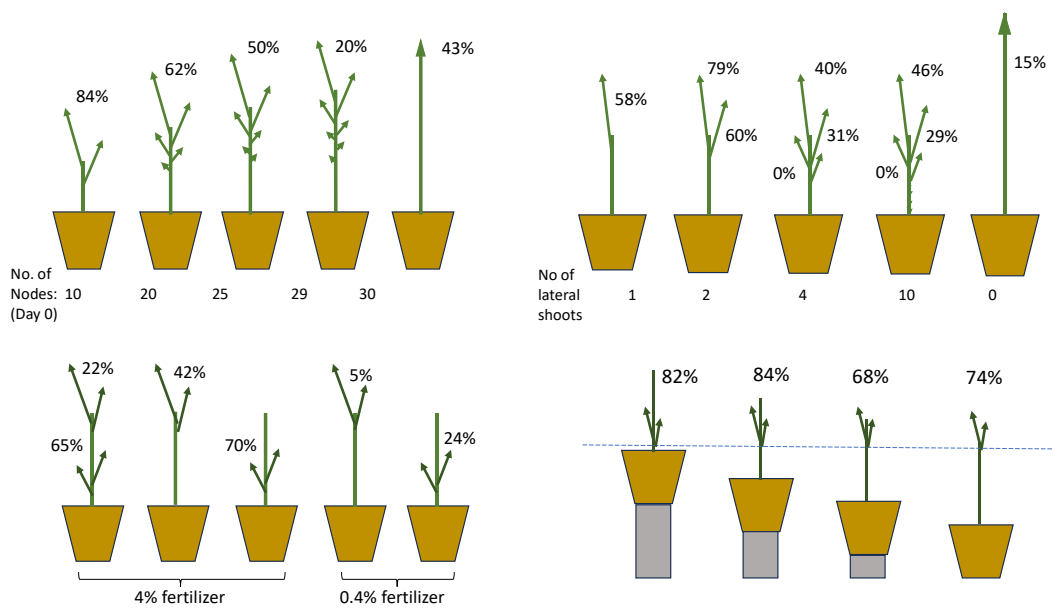 84%
62%
50%
20%
43%
No. of
Nodes: 10 20 25 29 30
(Day 0)
58%
79%
60%
40%
31%
0%
46%
29%
0%
15%
No of
lateral 1 2 4 10 0
shoots
22%
65%
42%
70%
5%
24%
4% fertilizer 0.4% fertilizer
82% 84% 68% 74%